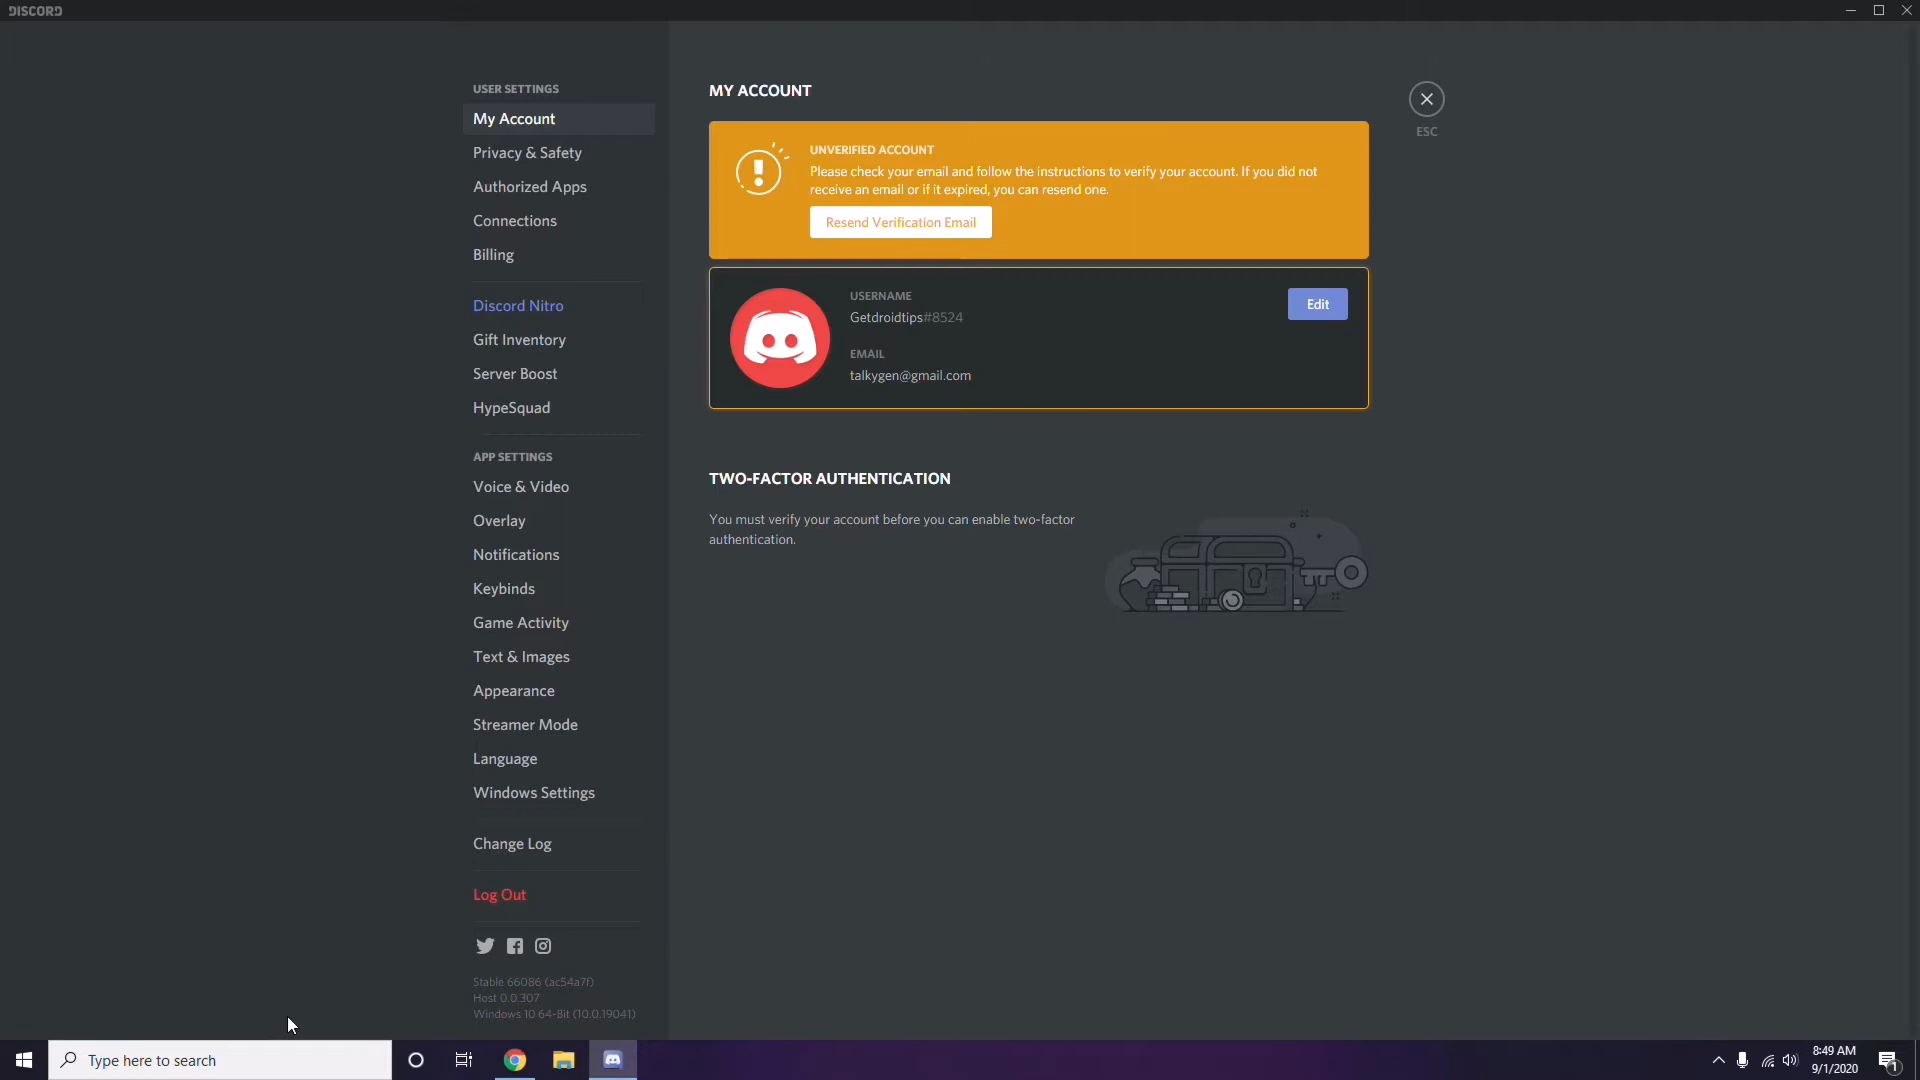 DISCORD
USER SETTINGS
My Account
Privacy & Safety
Authorized Apps
Connections
Billing
Discord Nitro
Gift Inventory
Server Boost
HypeSquad
APP SETTINGS
Voice & Video
Overlay
Notifications
Keybinds
Game Activity
Text & Images
Appearance
Streamer Mode
Language
Windows Settings
Change Log
Log Out
Stable 66086 (ac54a7f)
Host 0.0.307
Windows 10 64-Bit (10.0.19041)
MY ACCOUNT
ESC
UNVERIFIED ACCOUNT
Please check your email and follow the instructions to verify your account. If you did not
receive an email or if it expired, you can resend one.
Resend Verification Email
USERNAME
Getdroidtips#8524
Edit
EMAIL
talkygen@gmail.com
TWO-FACTOR AUTHENTICATION
You must verify your account before you can enable two-factor
authentication.
Type here to search
8:49 AM
9/1/2020
1